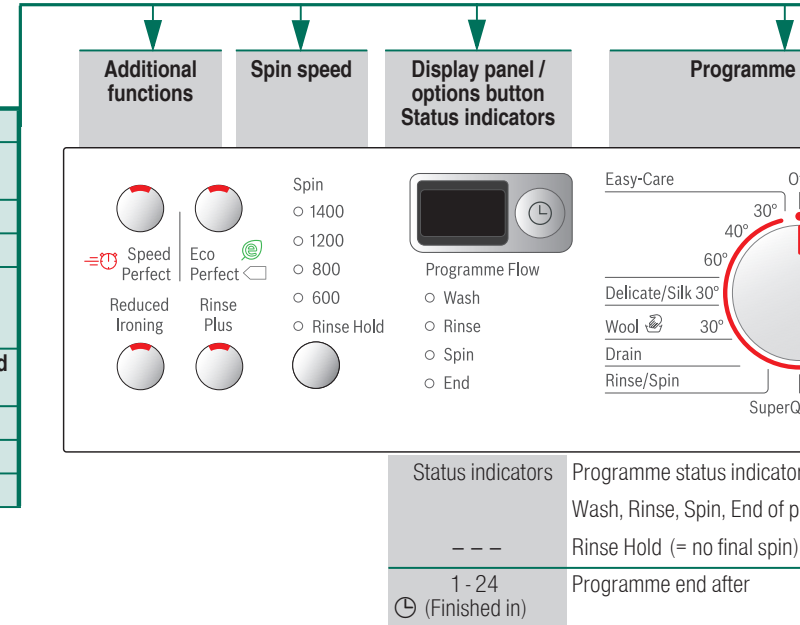 Additional
functions
Spin speed
Display panel /
options button
Status indicators
Programme
Speed
Perfect
Eco
Perfect
Reduced
Ironing
Rinse
Plus
Spin
1400
1200
800
600
Rinse Hold
Programme Flow
Wash
Rinse
Spin
End
Easy-Care
30°
40°
60°
Delicate/Silk 30°
Wool 30°
Drain
Rinse/Spin
Status indicators
Programme status indicator
Wash, Rinse, Spin, End of p
– – – Rinse Hold (= no final spin)
1 - 24 Programme end after
(Finished in)